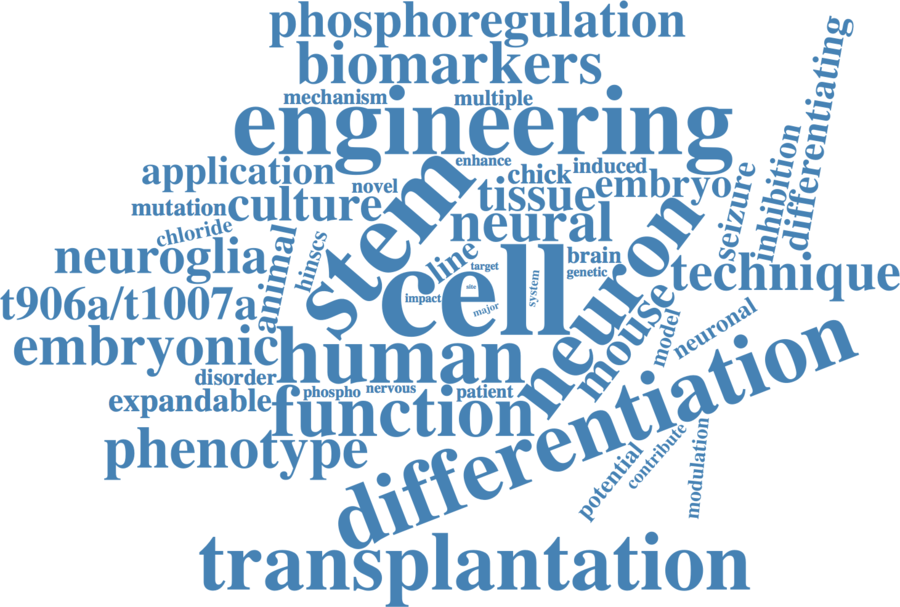 phosphoregulation
biomarkers
mechanism
multiple
engineering
differentiating
inhibition
seizure
application
enhance
chick
induced
stem
novel
tissue
embryo
mutation
culture
neural
neuron
chloride
neuroglia
animal
hinscs
line
target
brain
genetic
technique
cell
site
impact
major
system
t906a/t1007a
mouse
model
neuronal
embryonic
human
differentiation
disorder
phospho
nervous
patient
expandable
function
phenotype
potential
contribute
modulation
transplantation